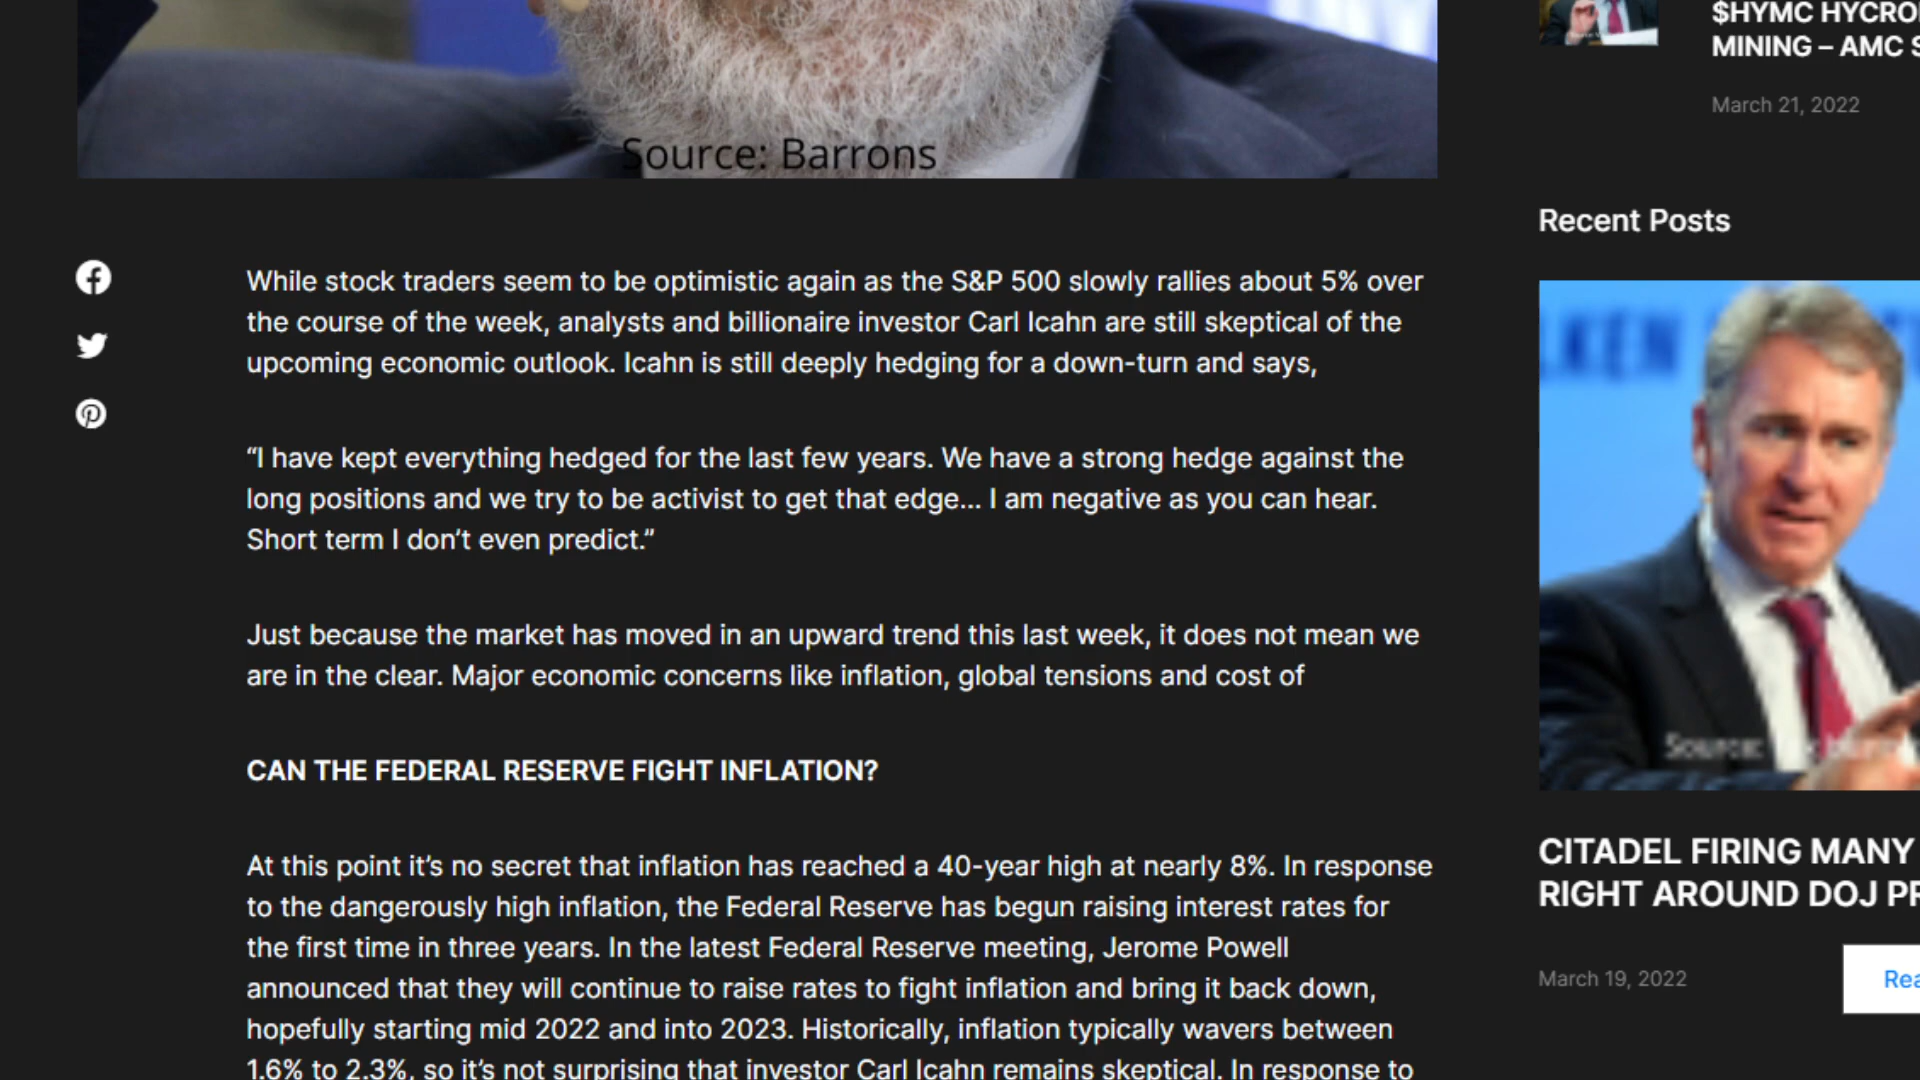 $HYMC HYCRO
MINING – AMC S
March 21, 2022
Source: Barrons
Recent Posts
While stock traders seem to be optimistic again as the S&P 500 slowly rallies about 5% over
the course of the week, analysts and billionaire investor Carl Icahn are still skeptical of the
upcoming economic outlook. Icahn is still deeply hedging for a down-turn and says,
“I have kept everything hedged for the last few years. We have a strong hedge against the
long positions and we try to be activist to get that edge… I am negative as you can hear.
Short term I don’t even predict.”
Just because the market has moved in an upward trend this last week, it does not mean we
are in the clear. Major economic concerns like inflation, global tensions and cost of
CAN THE FEDERAL RESERVE FIGHT INFLATION?
At this point it’s no secret that inflation has reached a 40-year high at nearly 8%. In response
to the dangerously high inflation, the Federal Reserve has begun raising interest rates for
the first time in three years. In the latest Federal Reserve meeting, Jerome Powell
announced that they will continue to raise rates to fight inflation and bring it back down,
hopefully starting mid 2022 and into 2023. Historically, inflation typically wavers between
1.6% to 2.3%, so it’s not surprising that investor Carl Icahn remains skeptical. In response to
LKEN
Source:
CITADEL FIRING MANY
RIGHT AROUND DOJ PR
March 19, 2022
Rea